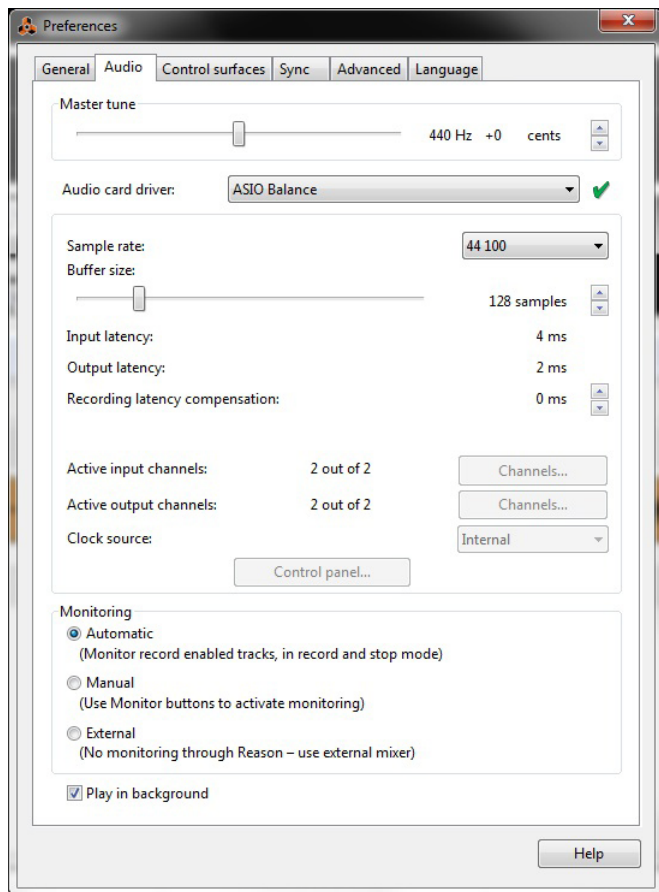 Preferences
General Audio Control surfaces Sync Advanced Language
Master tune
440 Hz +0 cents
Audio card driver: ASIO Balance
Sample rate: 44 100
Buffer size:
128 samples
Input latency: 4 ms
Output latency: 2 ms
Recording latency compensation: 0 ms
Active input channels: 2 out of 2 Channels...
Active output channels: 2 out of 2 Channels...
Clock source: Internal
Control panel...
Monitoring
Automatic
(Monitor record enabled tracks, in record and stop mode)
Manual
(Use Monitor buttons to activate monitoring)
External
(No monitoring through Reason – use external mixer)
Play in background
Help